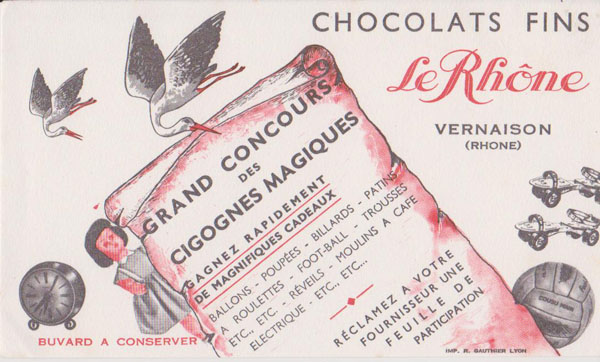 CHOCOLATS FINS
Le Rhône
VERNAISON
(RHONE)
GRAND CONCOURS
DES
CIGOGNES MAGIQUES
GAGNEZ RAPIDEMENT
DE MAGNIFIQUES CADEAUX
BALLONS - POUPÉES - BILLARDS - PATINS
A ROULETTES - FOOT-BALL - TROUSSES
ETC., ETC. - RÉVEILS - MOULINS A CAFE
ELECTRIQUE - ETC., ETC...
RÉCLAMEZ A VOTRE
FOURNISSEUR UNE
FEUILLE DE
PARTICIPATION
BUVARD A CONSERVER
IMP. R. GAUTHIER LYON